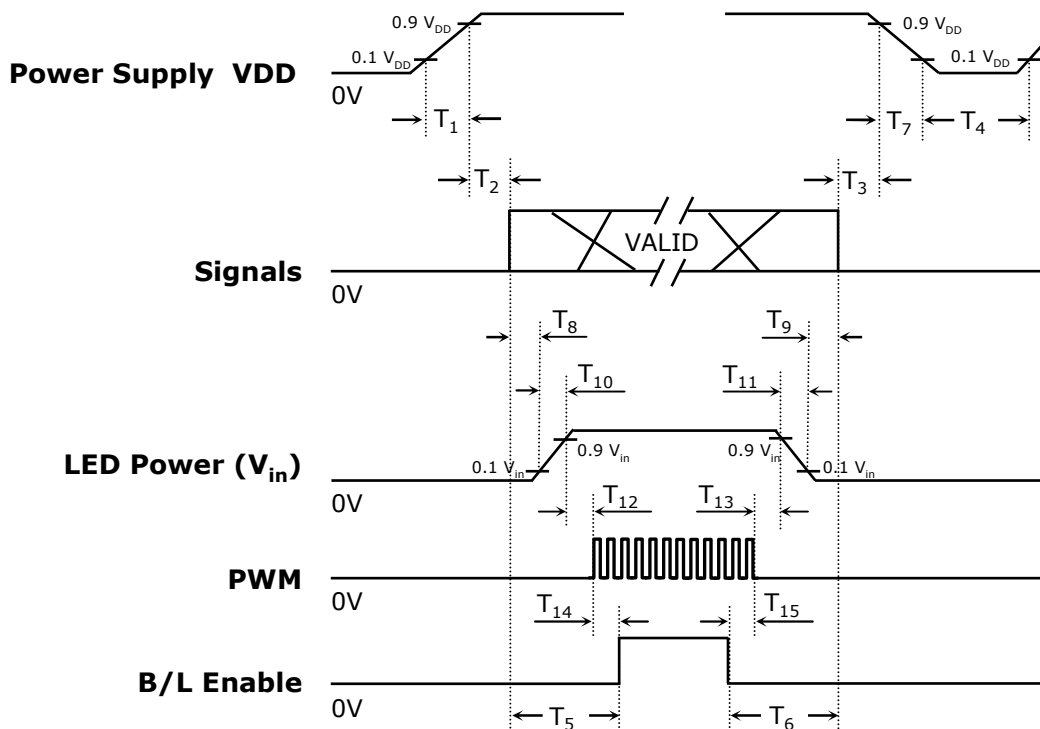 0.9 V_DD
0.9 V_DD
0.1 V_DD
0.1 V_DD
Power Supply VDD
0V
T_1
T_7
T_4
T_2
T_3
VALID
Signals
0V
T_8
T_9
T_10
T_11
0.9 V_in
0.9 V_in
LED Power (V_in)
0.1 V_in
0.1 V_in
0V
T_12
T_13
PWM
0V
T_14
T_15
B/L Enable
0V
T_5
T_6